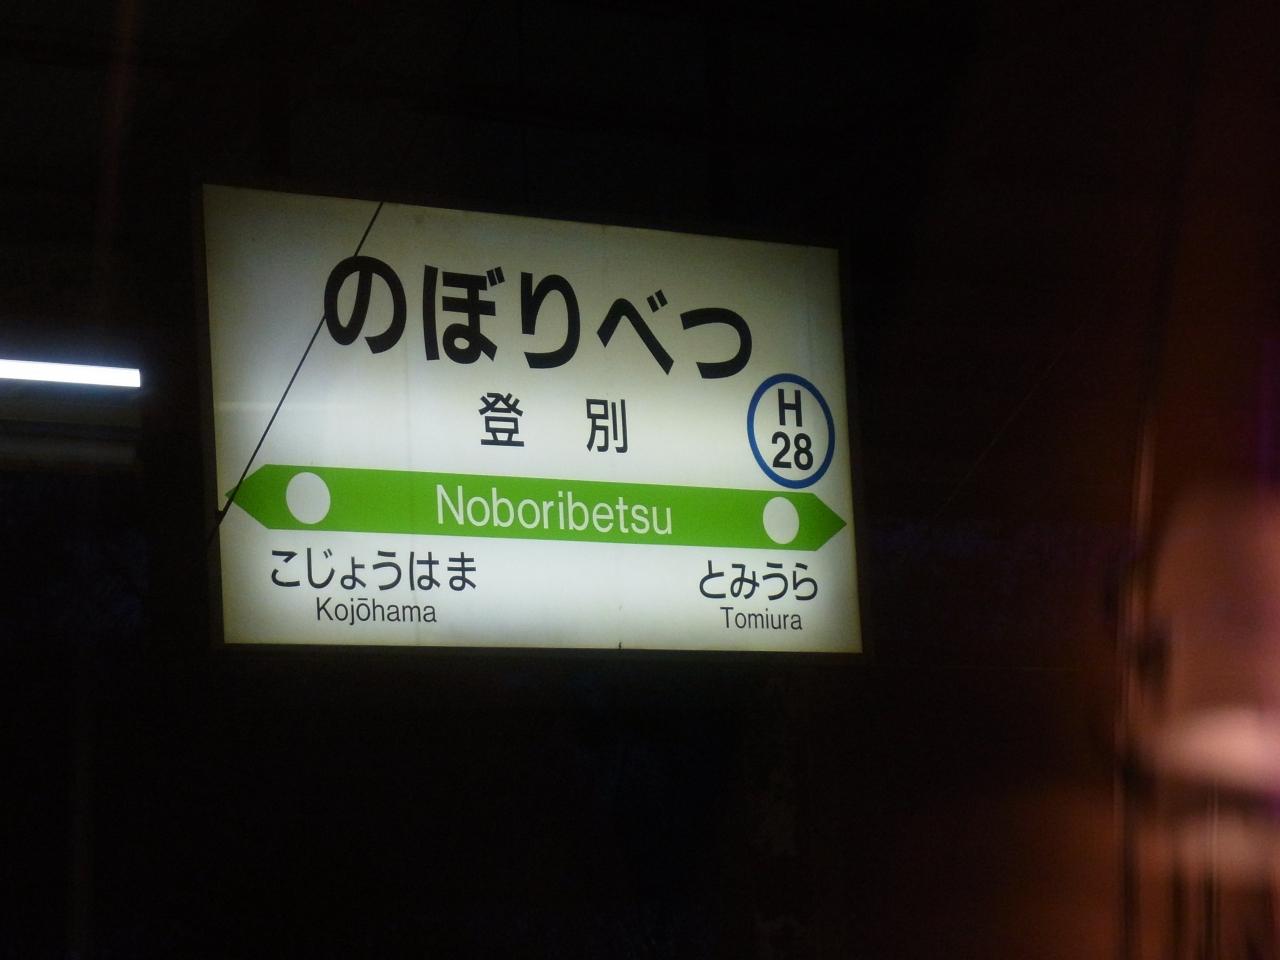 のぼりべつ
登別
H
28
Noboribetsu
こじょうはま とみうら
Kojōhama Tomiura